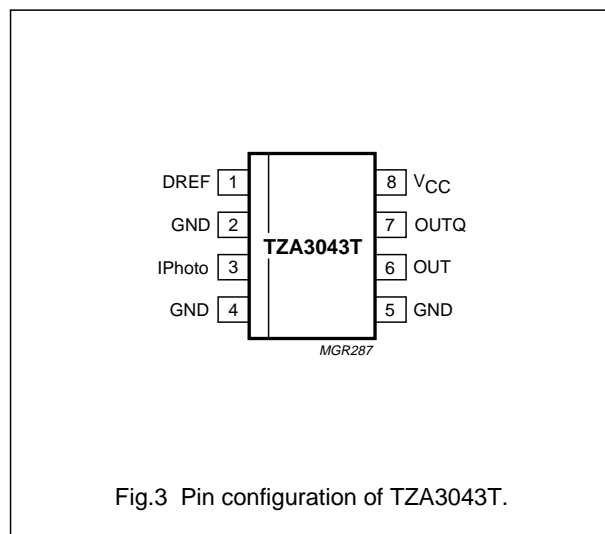 DREF 1 8 VCC
GND 2 7 OUTQ
TZA3043T
IPhoto 3 6 OUT
GND 4 5 GND
MGR287
Fig.3 Pin configuration of TZA3043T.